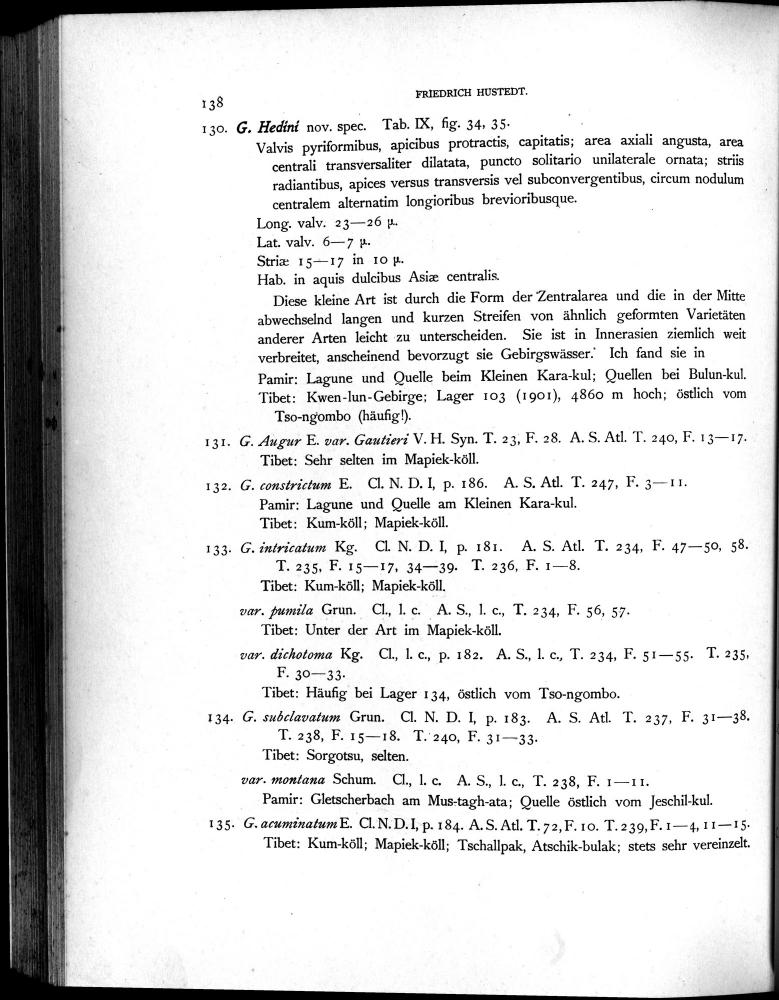 138
FRIEDRICH HUSTEDT.
130. G. Hedini nov. spec. Tab. IX, fig. 34, 35.
Valvis pyriformibus, apicibus protractis, capitatis; area axiali angusta, area
centrali transversaliter dilatata, puncto solitario unilaterale ornata; striis
radiantibus, apices versus transversis vel subconvergentibus, circum nodulum
centralem alternatim longioribus brevioribusque.
Long. valv. 23—26 μ.
Lat. valv. 6—7 μ.
Striæ 15—17 in 10 μ.
Hab. in aquis dulcibus Asiæ centralis.
Diese kleine Art ist durch die Form der Zentralarea und die in der Mitte
abwechselnd langen und kurzen Streifen von ähnlich geformten Varietäten
anderer Arten leicht zu unterscheiden. Sie ist in Innerasien ziemlich weit
verbreitet, anscheinend bevorzugt sie Gebirgswässer. Ich fand sie in
Pamir: Lagune und Quelle beim Kleinen Kara-kul; Quellen bei Bulun-kul.
Tibet: Kwen-lun-Gebirge; Lager 103 (1901), 4860 m hoch; östlich vom
Tso-ngombo (häufig!).
131. G. Augur E. var. Gautieri V. H. Syn. T. 23, F. 28. A. S. Atl. T. 240, F. 13—17.
Tibet: Sehr selten im Mapiek-köll.
132. G. constrictum E. Cl. N. D. I, p. 186. A. S. Atl. T. 247, F. 3—11.
Pamir: Lagune und Quelle am Kleinen Kara-kul.
Tibet: Kum-köll; Mapiek-köll.
133. G. intricatum Kg. Cl. N. D. I, p. 181. A. S. Atl. T. 234, F. 47—50, 58.
T. 235, F. 15—17, 34—39. T. 236, F. 1—8.
Tibet: Kum-köll; Mapiek-köll.
var. pumila Grun. Cl., l. c. A. S., l. c., T. 234, F. 56, 57.
Tibet: Unter der Art im Mapiek-köll.
var. dichotoma Kg. Cl., l. c., p. 182. A. S., l. c., T. 234, F. 51—55. T. 235,
F. 30—33.
Tibet: Häufig bei Lager 134, östlich vom Tso-ngombo.
134. G. subclavatum Grun. Cl. N. D. I, p. 183. A. S. Atl. T. 237, F. 31—38.
T. 238, F. 15—18. T. 240, F. 31—33.
Tibet: Sorgotsu, selten.
var. montana Schum. Cl., l. c. A. S., l. c., T. 238, F. 1—11.
Pamir: Gletscherbach am Mus-tagh-ata; Quelle östlich vom Jeschil-kul.
135. G. acuminatum E. Cl. N. D. I, p. 184. A. S. Atl. T. 72, F. 10. T. 239, F. 1—4, 11—15.
Tibet: Kum-köll; Mapiek-köll; Tschallpak, Atschik-bulak; stets sehr vereinzelt.